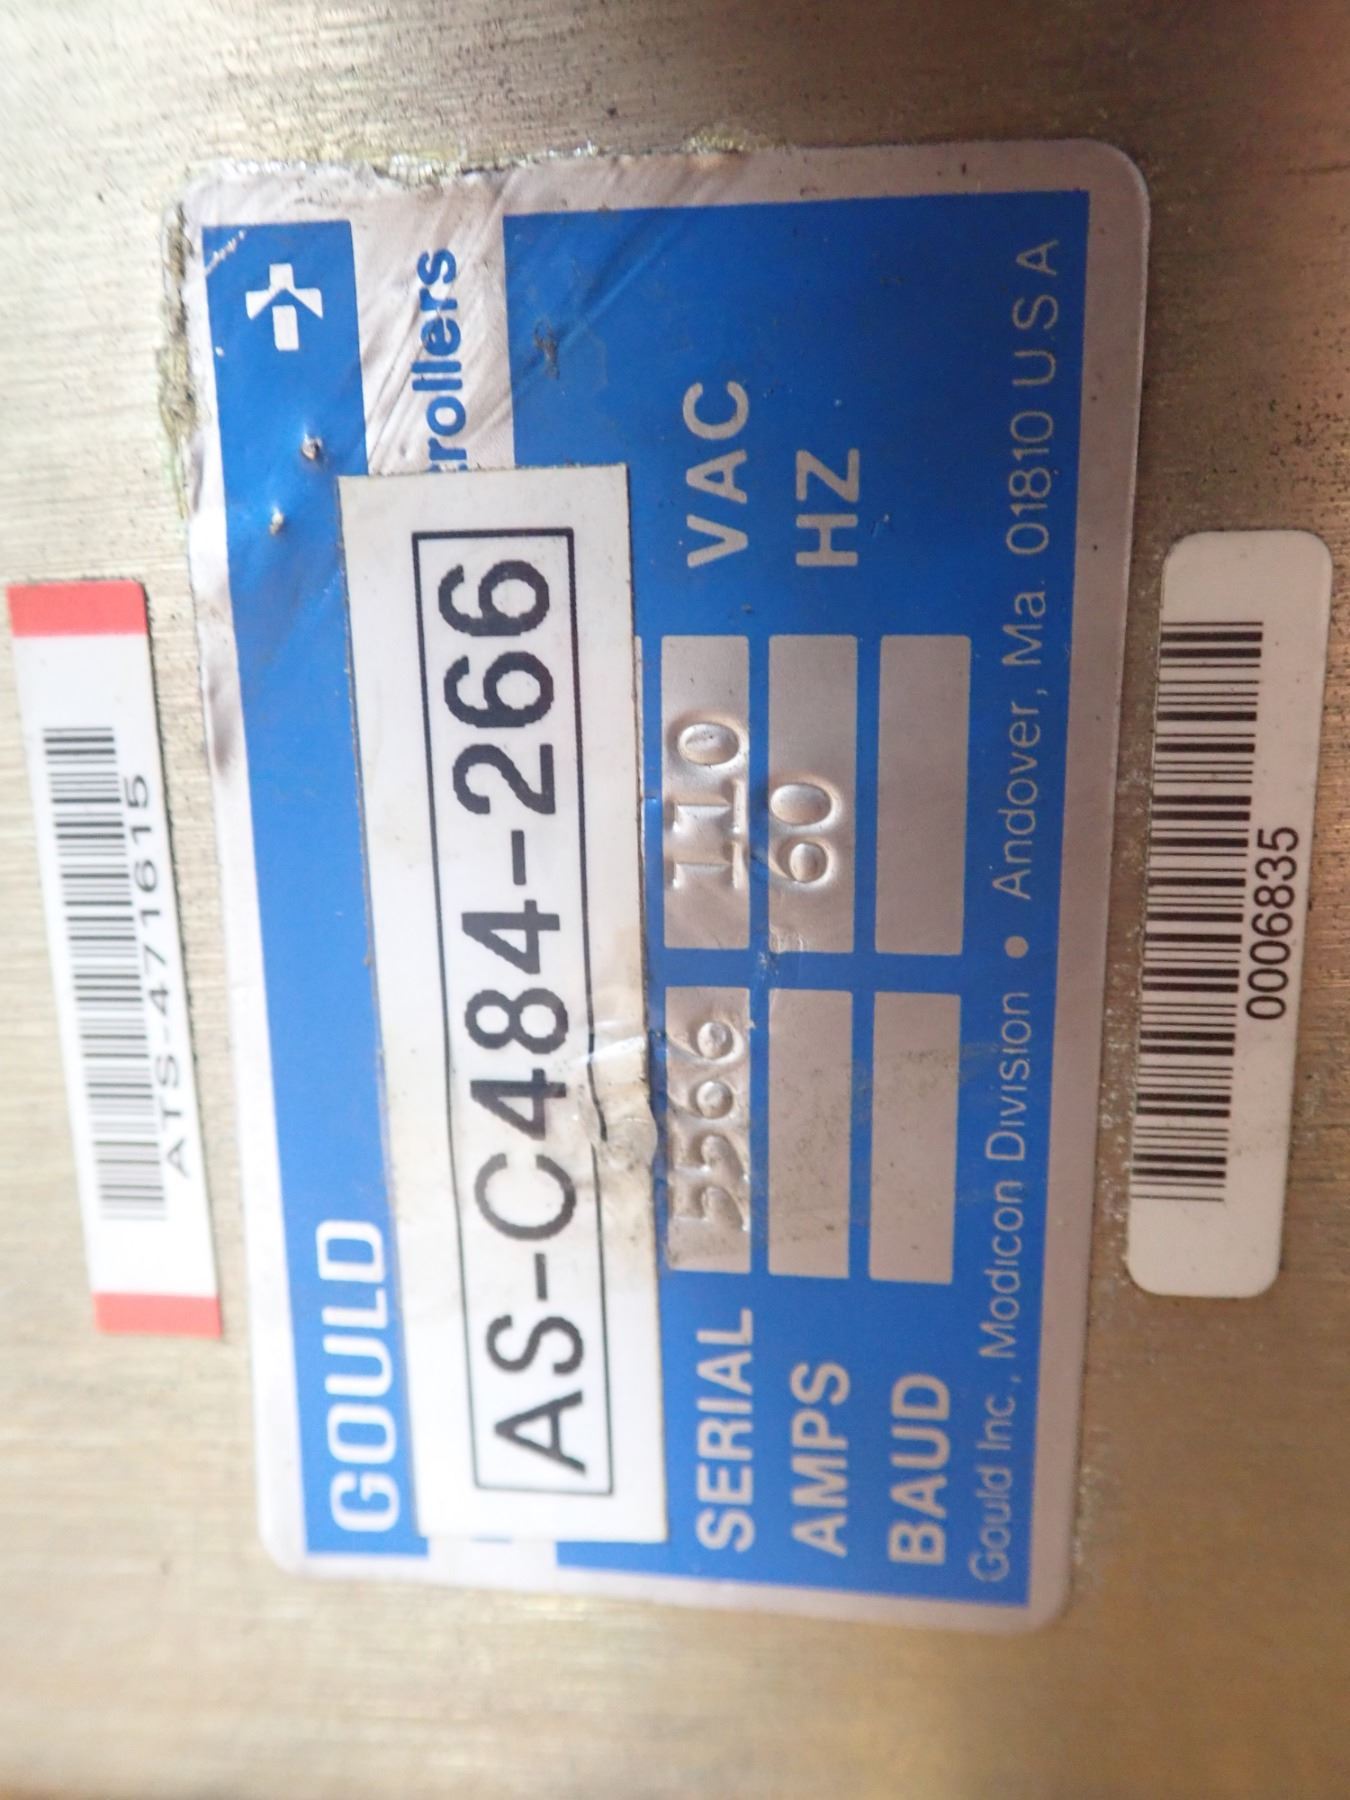 ATS-471615
GOULD
rollers
AS-C484-266
SERIAL 5566 110 VAC
AMPS 60 HZ
BAUD
Gould Inc., Modicon Division • Andover, Ma. 01810 U.S.A
0006835